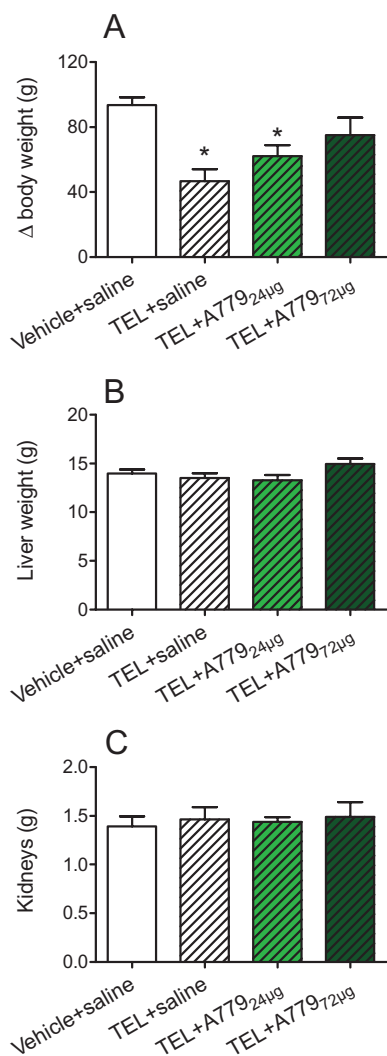 A
Δ body weight (g)
120
80
40
0
*
*
Vehicle+saline
TEL+saline
TEL+A77924µg
TEL+A77972µg
B
Liver weight (g)
20
15
10
5
0
Vehicle+saline
TEL+saline
TEL+A77924µg
TEL+A77972µg
C
Kidneys (g)
2.0
1.5
1.0
0.5
0.0
Vehicle+saline
TEL+saline
TEL+A77924µg
TEL+A77972µg